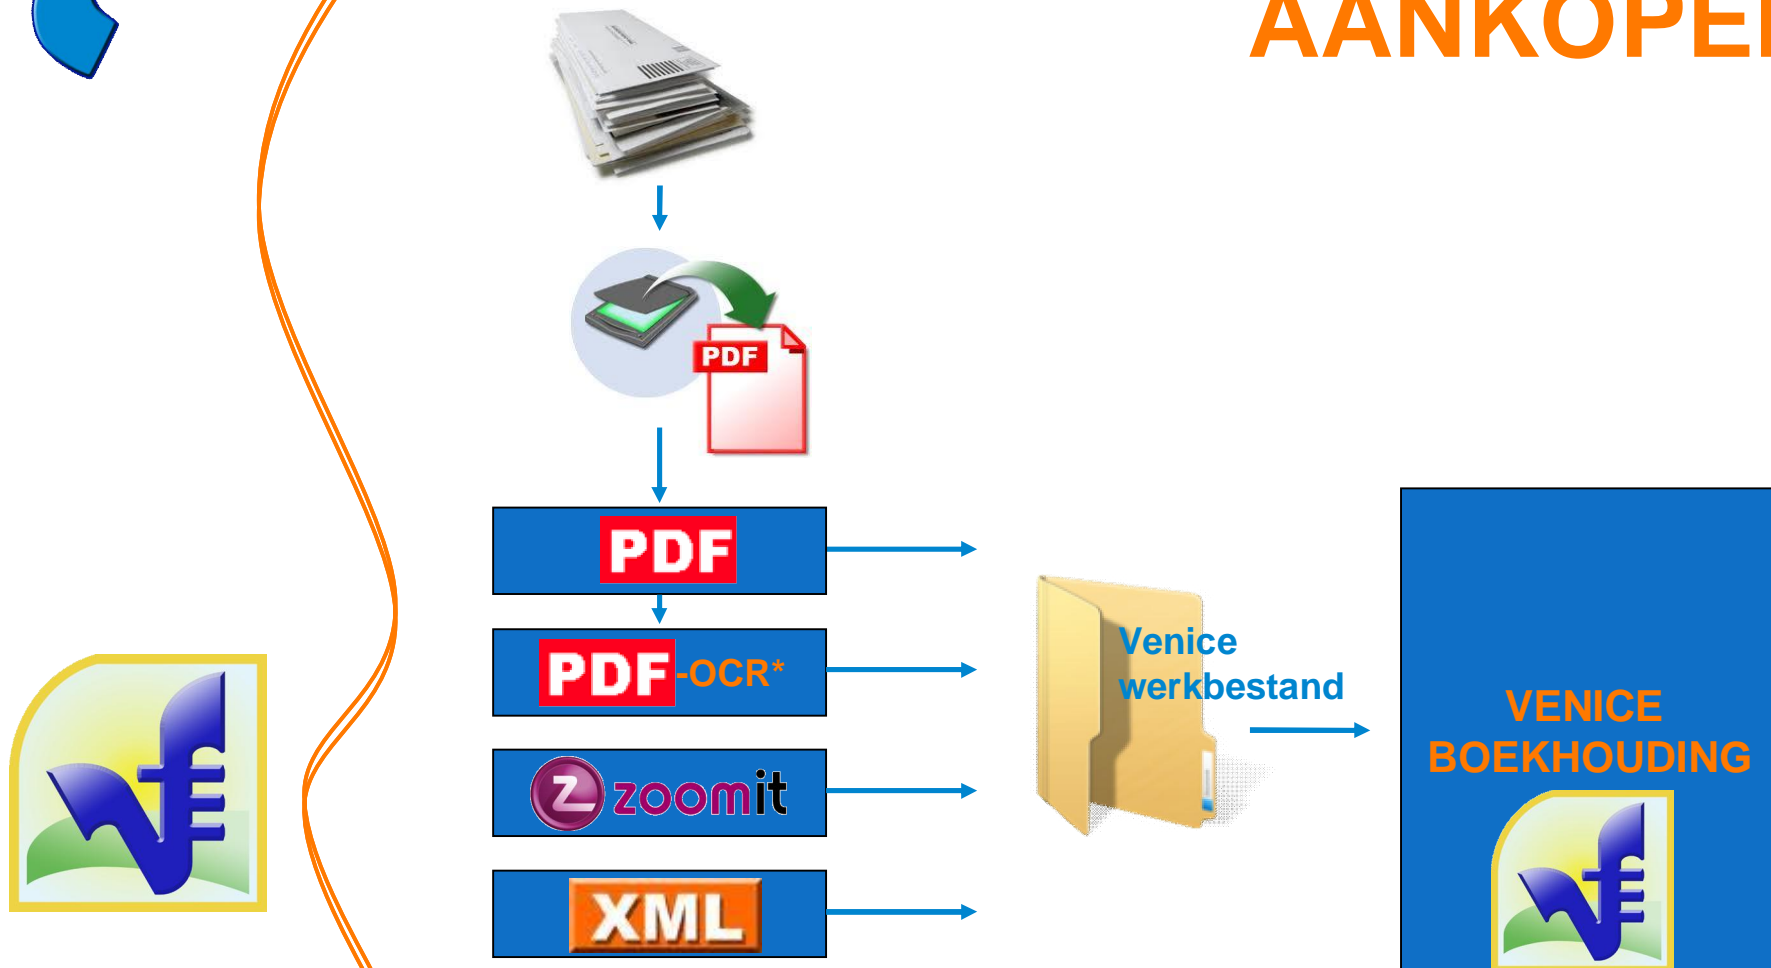 AANKOPE
PDF
PDF
PDF-OCR*
Venice
werkbestand
zoomit
XML
VENICE
BOEKHOUDING